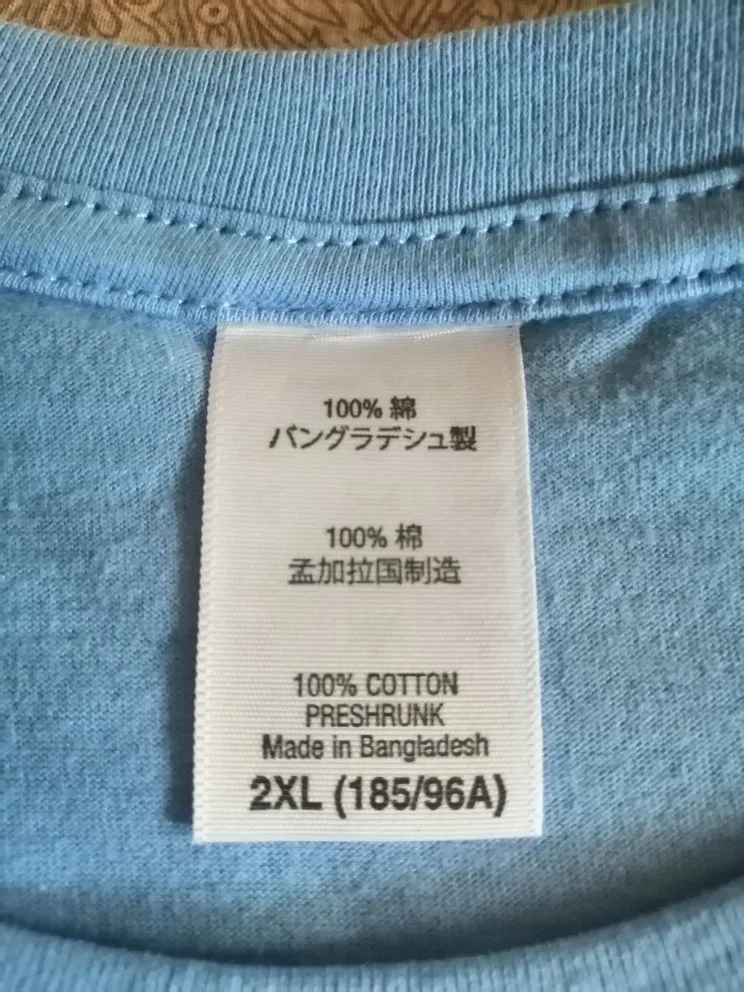 100% 綿
バングラデシュ製
100% 棉
孟加拉国制造
100% COTTON
PRESHRUNK
Made in Bangladesh
2XL (185/96A)